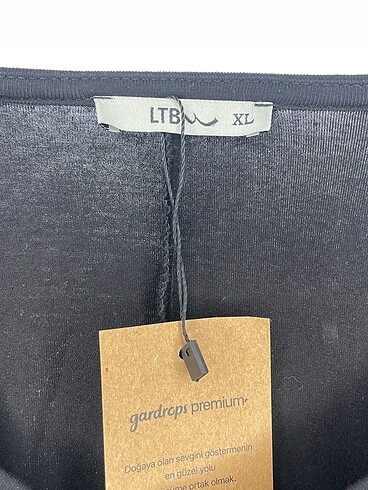 LTB XL
gardrops premium
Doğaya olan sevgini göstermenin
en güzel yolu
ortak olmak.